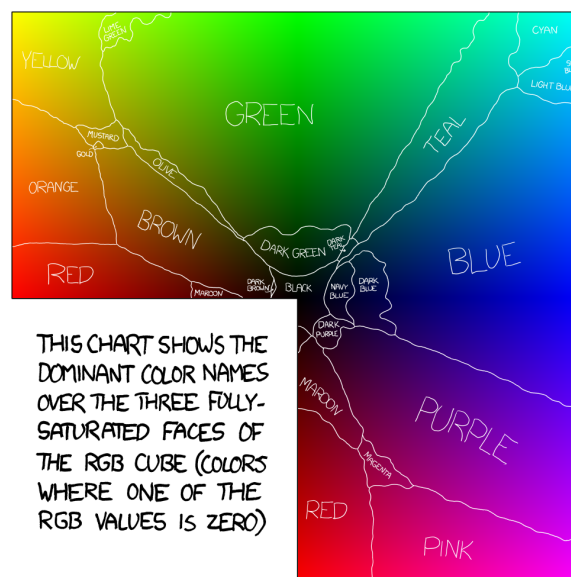 LIME GREEN
CYAN
YELLOW
LIGHT BLUE
GREEN
TEAL
MUSTARD
GOLD
OLIVE
ORANGE
BROWN
DARK GREEN
DARK TEAL
BLUE
RED
MAROON
DARK BROWN
BLACK
NAVY BLUE
DARK BLUE
DARK PURPLE
MAROON
PURPLE
MAGENTA
RED
PINK
THIS CHART SHOWS THE
DOMINANT COLOR NAMES
OVER THE THREE FULLY-
SATURATED FACES OF
THE RGB CUBE (COLORS
WHERE ONE OF THE
RGB VALUES IS ZERO)